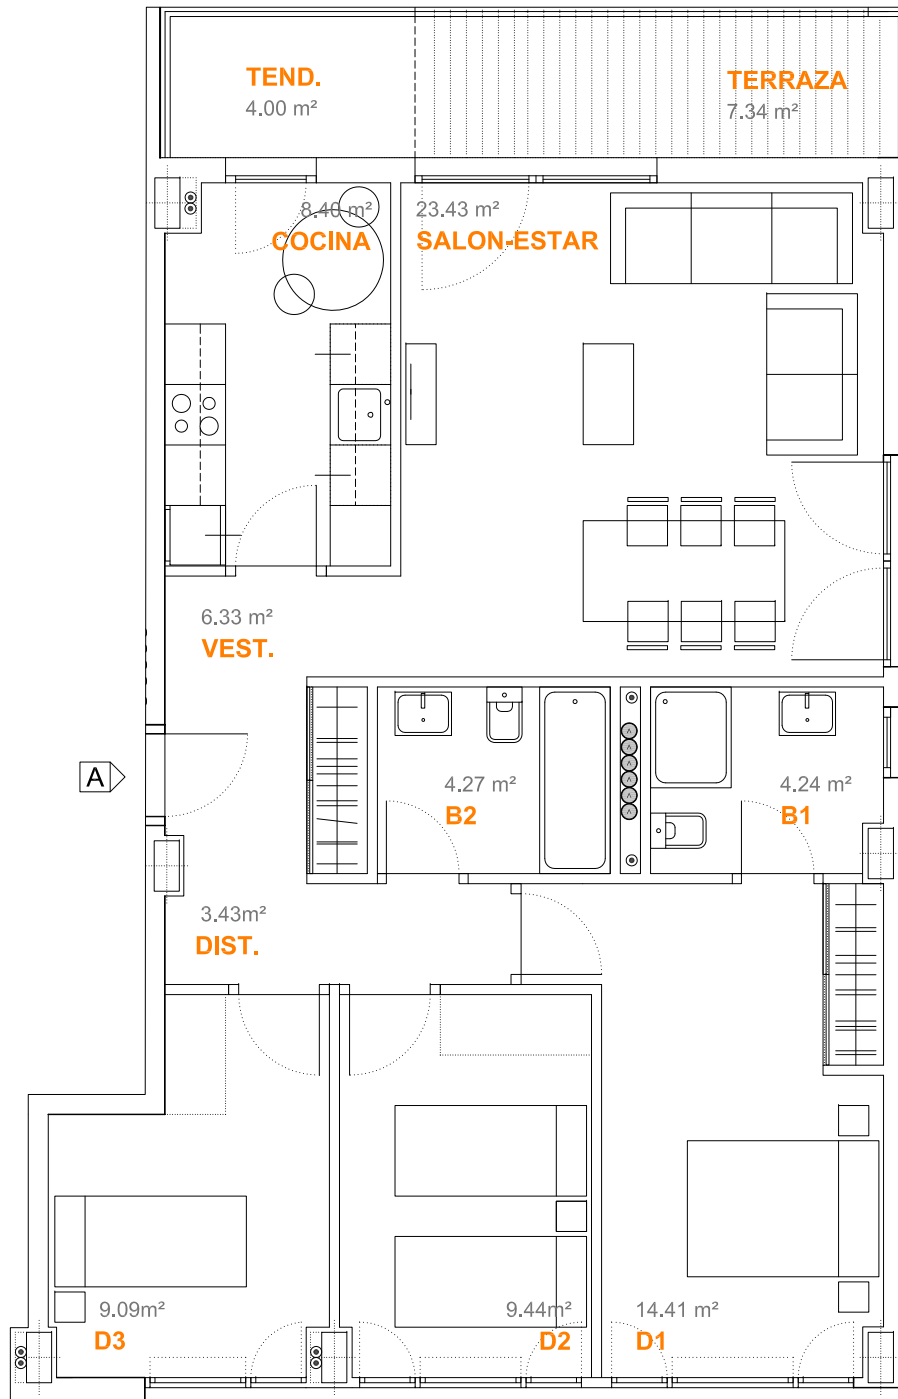 TEND.
4.00 m²
TERRAZA
7.34 m²
8.40 m²
COCINA
23.43 m²
SALON-ESTAR
6.33 m²
VEST.
A
4.27 m²
B2
4.24 m²
B1
3.43m²
DIST.
9.09m²
D3
9.44m²
D2
14.41 m²
D1